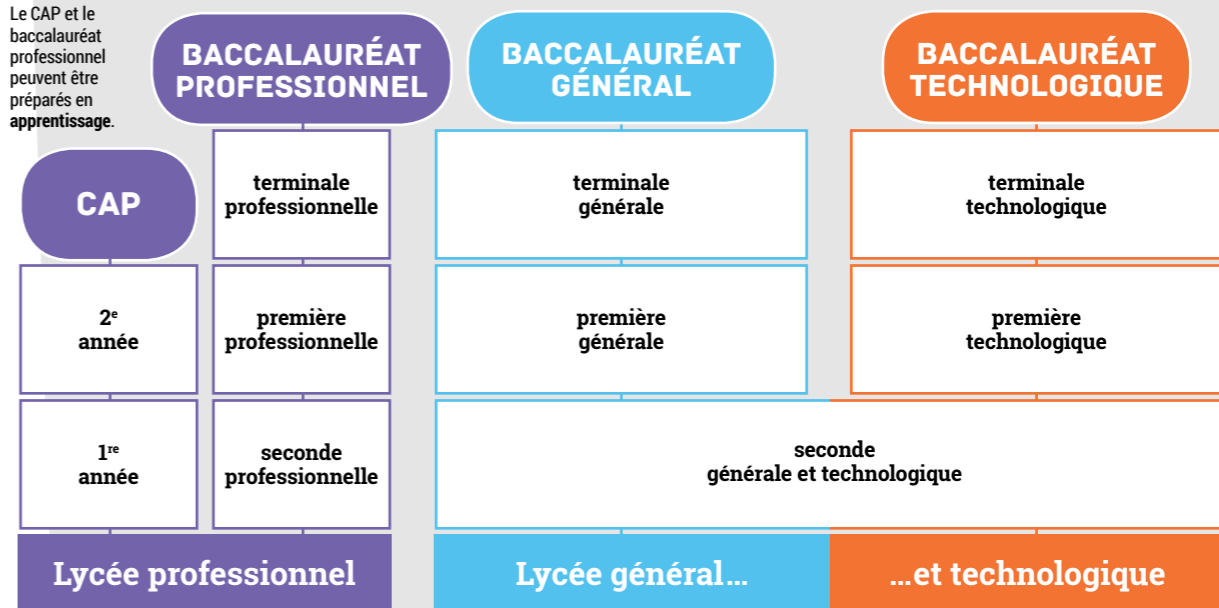 Le CAP et le
baccalauréat
professionnel
peuvent être
préparés en
apprentissage.
BACCALAURÉAT
PROFESSIONNEL
BACCALAURÉAT
GÉNÉRAL
BACCALAURÉAT
TECHNOLOGIQUE
CAP
terminale
professionnelle
terminale
générale
terminale
technologique
2e
année
première
professionnelle
première
générale
première
technologique
1re
année
seconde
professionnelle
seconde
générale et technologique
Lycée professionnel
Lycée général...
...et technologique